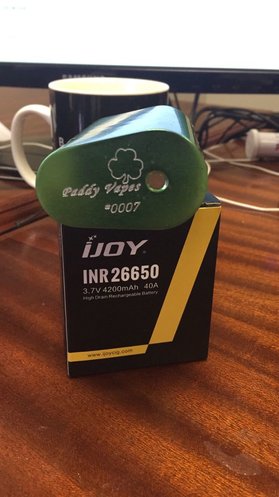 Paddy Vapes
#0007
iJOY
INR 26650
3.7V 4200mAh 40A
High Drain Rechargeable Battery
www.ijoycig.com